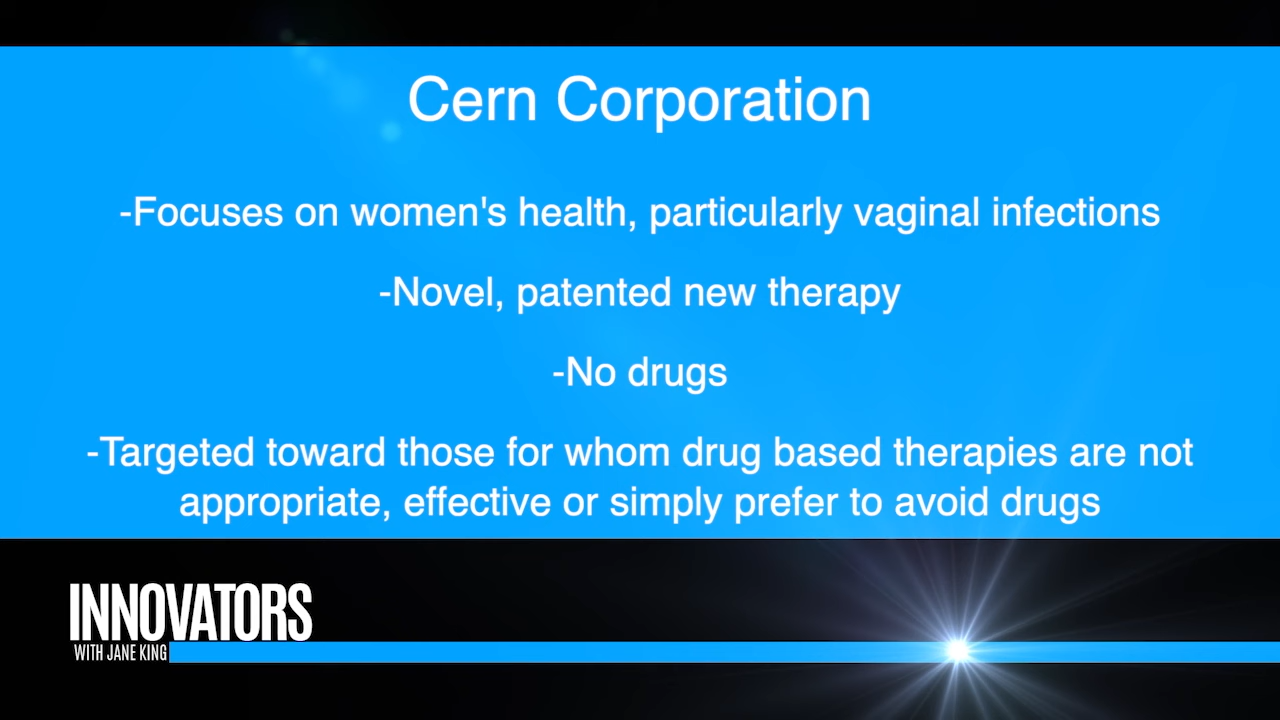 Cern Corporation
-Focuses on women's health, particularly vaginal infections
-Novel, patented new therapy
-No drugs
-Targeted toward those for whom drug based therapies are not
appropriate, effective or simply prefer to avoid drugs
INNOVATORS
WITH JANE KING